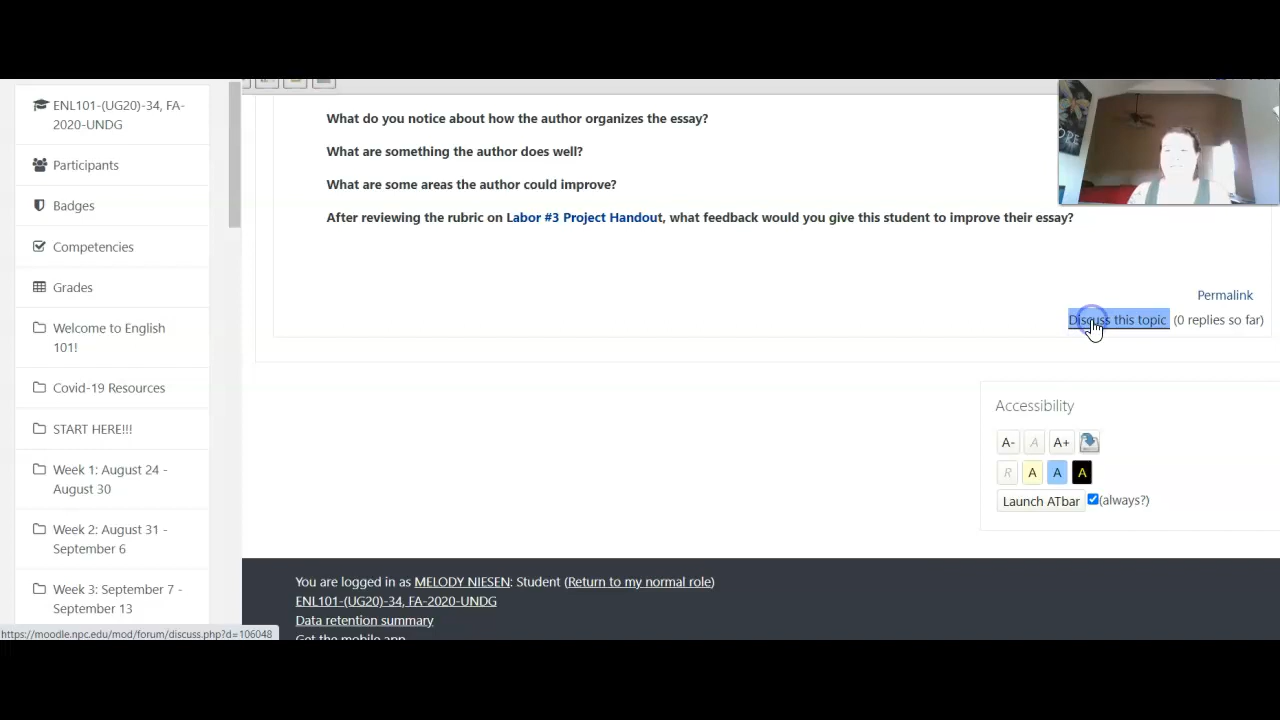 ENL101-(UG20)-34, FA-
2020-UNDG
Participants
Badges
Competencies
Grades
Welcome to English
101!
Covid-19 Resources
START HERE!!!
Week 1: August 24 -
August 30
Week 2: August 31 -
September 6
Week 3: September 7 -
September 13
https://moodle.npc.edu/mod/forum/discuss.php?d=106048
What do you notice about how the author organizes the essay?
What are something the author does well?
What are some areas the author could improve?
After reviewing the rubric on Labor #3 Project Handout, what feedback would you give this student to improve their essay?
Permalink
Discuss this topic (0 replies so far)
Accessibility
A- A A+
R A A A
Launch ATbar (always?)
You are logged in as MELODY NIESEN: Student (Return to my normal role)
ENL101-(UG20)-34, FA-2020-UNDG
Data retention summary
Get the mobile app